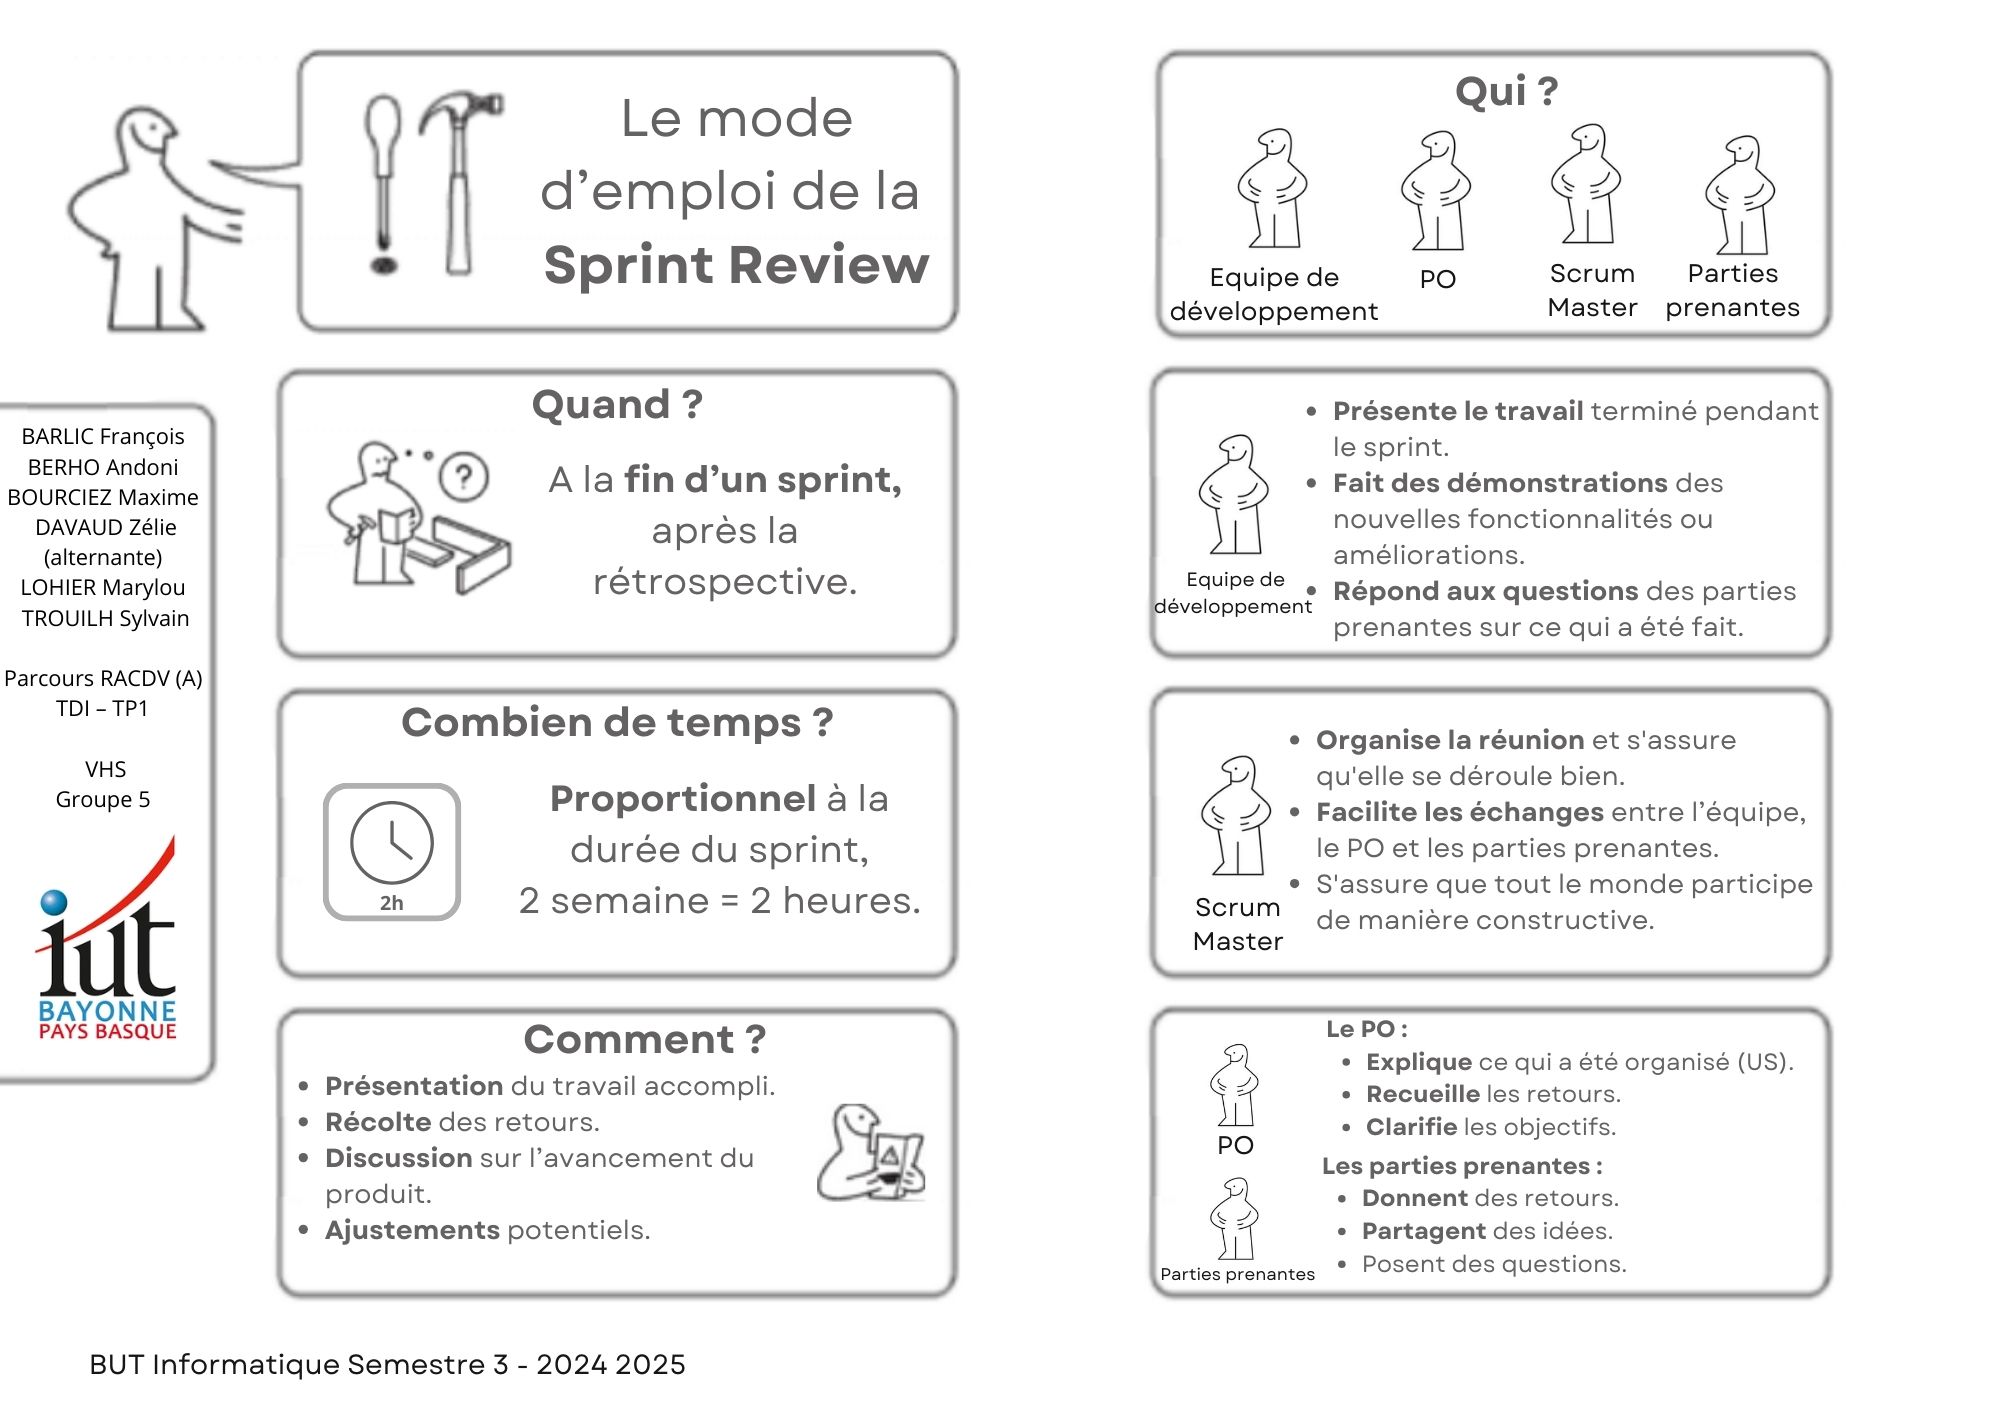 Le mode
d’emploi de la
Sprint Review
BARLIC François
BERHO Andoni
BOURCIEZ Maxime
DAVAUD Zélie
(alternante)
LOHIER Marylou
TROUILH Sylvain
Parcours RACDV (A)
TDI – TP1
VHS
Groupe 5
iut
BAYONNE
PAYS BASQUE
Quand ?
?
A la fin d’un sprint,
après la
rétrospective.
Combien de temps ?
2h
Proportionnel à la
durée du sprint,
2 semaine = 2 heures.
Comment ?
• Présentation du travail accompli.
• Récolte des retours.
• Discussion sur l’avancement du
produit.
• Ajustements potentiels.
Qui ?
Equipe de
développement
PO
Scrum
Master
Parties
prenantes
Equipe de
développement
• Présente le travail terminé pendant
le sprint.
• Fait des démonstrations des
nouvelles fonctionnalités ou
améliorations.
• Répond aux questions des parties
prenantes sur ce qui a été fait.
Scrum
Master
• Organise la réunion et s'assure
qu'elle se déroule bien.
• Facilite les échanges entre l’équipe,
le PO et les parties prenantes.
• S'assure que tout le monde participe
de manière constructive.
PO
Le PO :
• Explique ce qui a été organisé (US).
• Recueille les retours.
• Clarifie les objectifs.
Parties prenantes
Les parties prenantes :
• Donnent des retours.
• Partagent des idées.
• Posent des questions.
BUT Informatique Semestre 3 - 2024 2025